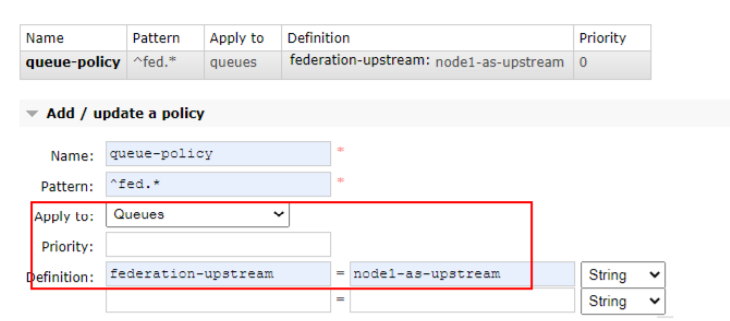 Name Pattern Apply to Definition Priority
queue-policy ^fed.* queues federation-upstream: node1-as-upstream 0
Add / update a policy
Name: queue-policy *
Pattern: ^fed.* *
Apply to: Queues
Priority:
Definition: federation-upstream = node1-as-upstream String
= String